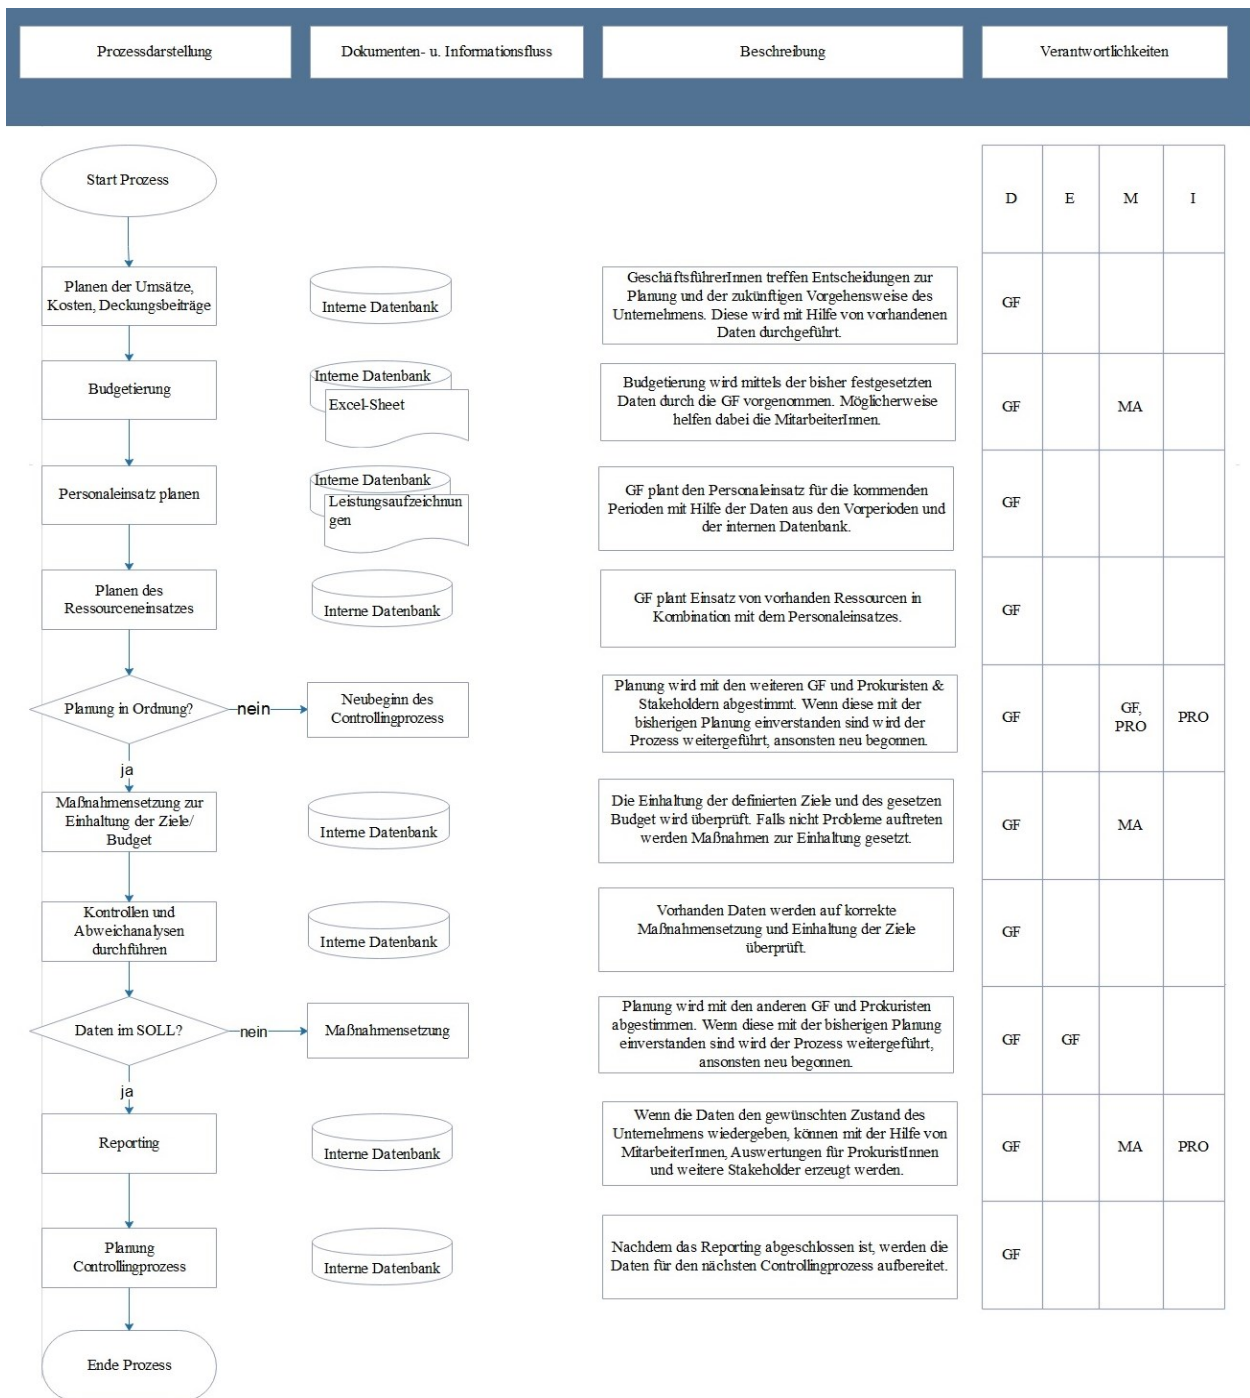 Prozessdarstellung
Dokumenten- u. Informationsfluss
Beschreibung
Verantwortlichkeiten
Start Prozess
D
E
M
I
Planen der Umsätze,
Kosten, Deckungsbeiträge
Interne Datenbank
GeschäftsführerInnen treffen Entscheidungen zur
Planung und der zukünftigen Vorgehensweise des
Unternehmens. Diese wird mit Hilfe von vorhandenen
Daten durchgeführt.
GF
Budgetierung
Interne Datenbank
Excel-Sheet
Budgetierung wird mittels der bisher festgesetzten
Daten durch die GF vorgenommen. Möglicherweise
helfen dabei die MitarbeiterInnen.
GF
MA
Personaleinsatz planen
Interne Datenbank
Leistungsaufzeichnun
gen
GF plant den Personaleinsatz für die kommenden
Perioden mit Hilfe der Daten aus den Vorperioden und
der internen Datenbank.
GF
Planen des
Ressourceneinsatzes
Interne Datenbank
GF plant Einsatz von vorhanden Ressourcen in
Kombination mit dem Personaleinsatzes.
GF
Planung in Ordnung?
nein
Neubeginn des
Controllingprozess
Planung wird mit den weiteren GF und Prokuristen &
Stakeholdern abgestimmt. Wenn diese mit der
bisherigen Planung einverstanden sind wird der
Prozess weitergeführt, ansonsten neu begonnen.
GF
GF,
PRO
PRO
ja
Maßnahmensetzung zur
Einhaltung der Ziele/
Budget
Interne Datenbank
Die Einhaltung der definierten Ziele und des gesetzen
Budget wird überprüft. Falls nicht Probleme auftreten
werden Maßnahmen zur Einhaltung gesetzt.
GF
MA
Kontrollen und
Abweichanalysen
durchführen
Interne Datenbank
Vorhanden Daten werden auf korrekte
Maßnahmensetzung und Einhaltung der Ziele
überprüft.
GF
Daten im SOLL?
nein
Maßnahmensetzung
Planung wird mit den anderen GF und Prokuristen
abgestimmen. Wenn diese mit der bisherigen Planung
einverstanden sind wird der Prozess weitergeführt,
ansonsten neu begonnen.
GF
GF
ja
Reporting
Interne Datenbank
Wenn die Daten den gewünschten Zustand des
Unternehmens wiedergeben, können mit der Hilfe von
MitarbeiterInnen, Auswertungen für ProkuristInnen
und weitere Stakeholder erzeugt werden.
GF
MA
PRO
Planung
Controllingprozess
Interne Datenbank
Nachdem das Reporting abgeschlossen ist, werden die
Daten für den nächsten Controllingprozess aufbereitet.
GF
Ende Prozess